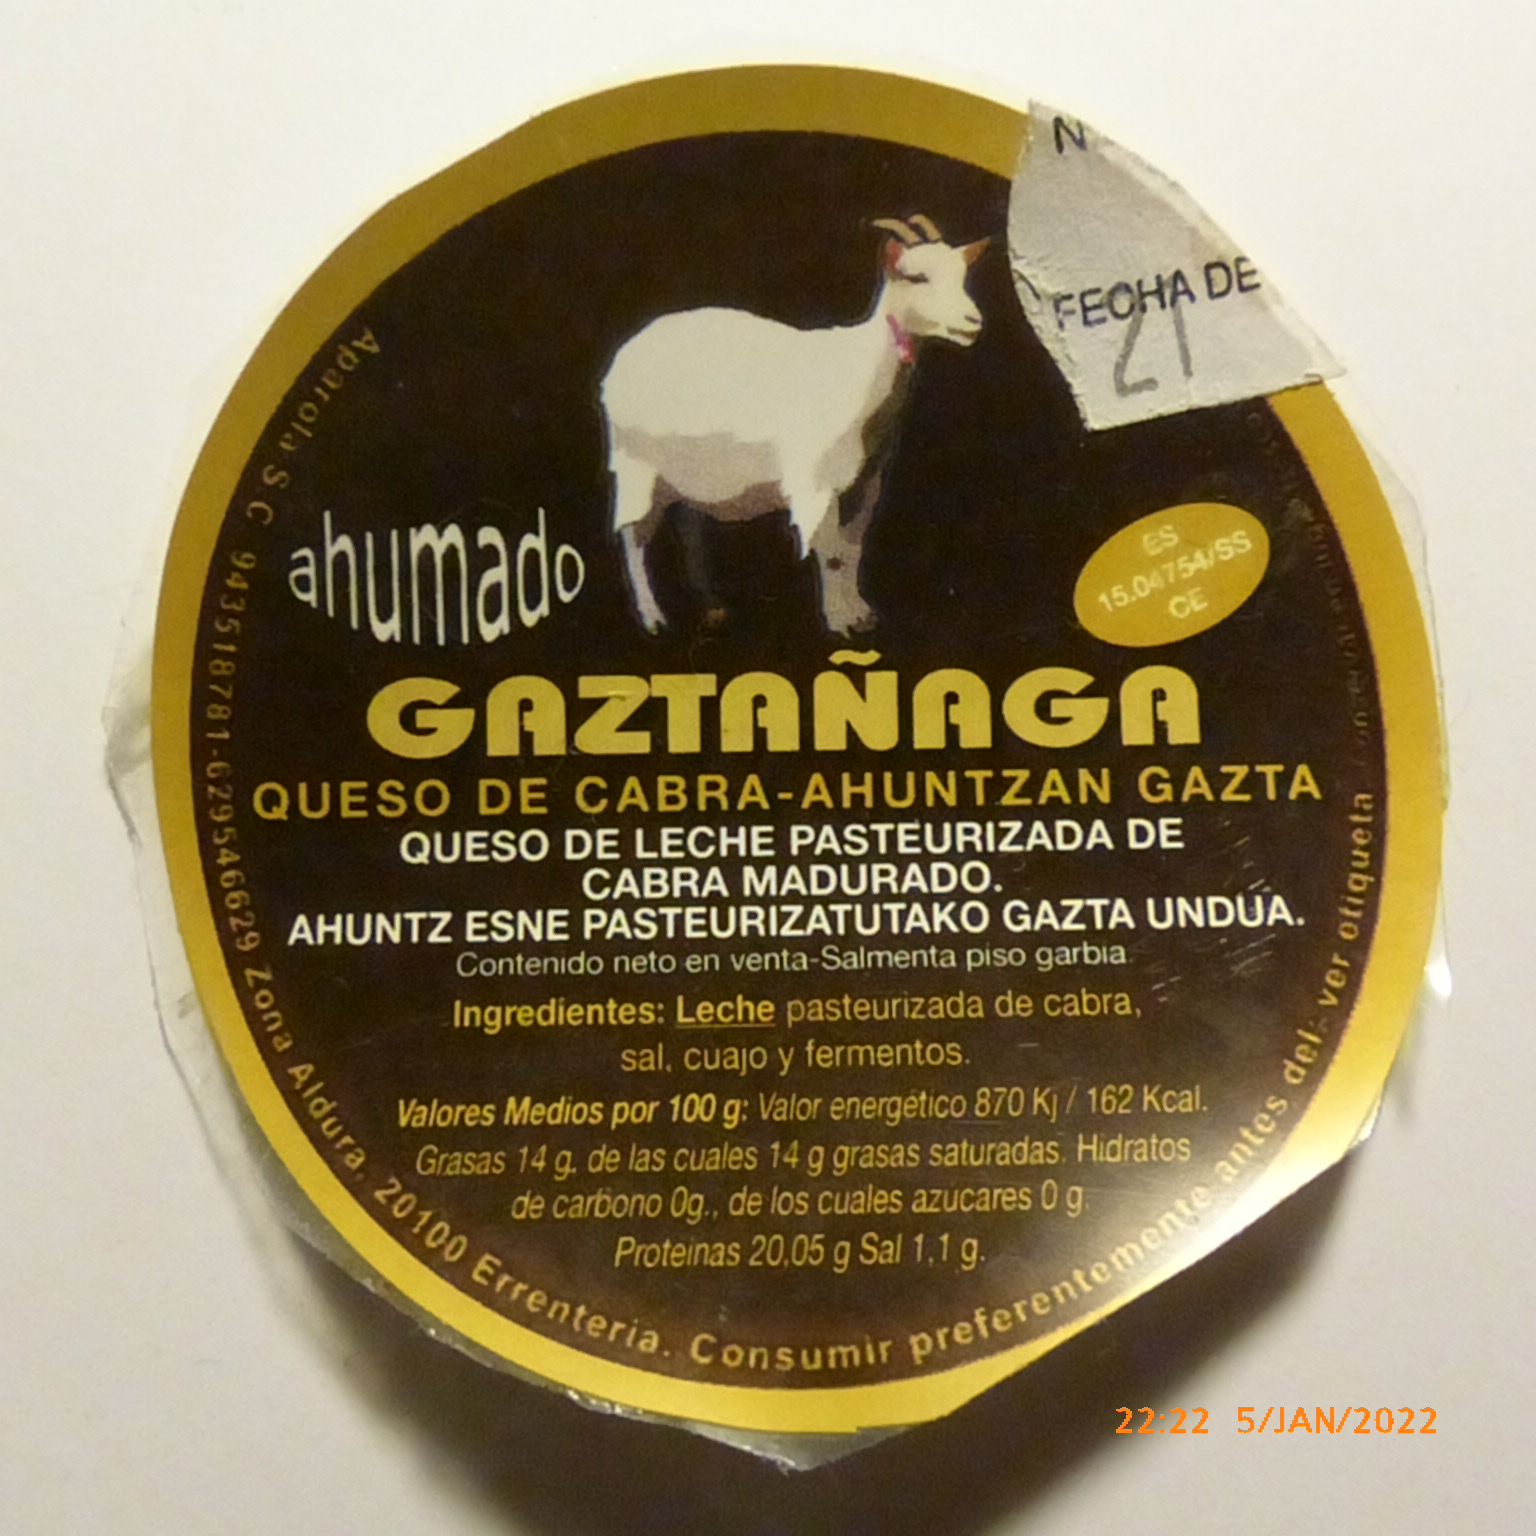 N
FECHA DE
21
ahumado
ES
15.04754/SS
CE
GAZTAÑAGA
QUESO DE CABRA-AHUNTZAN GAZTA
QUESO DE LECHE PASTEURIZADA DE
CABRA MADURADO.
AHUNTZ ESNE PASTEURIZATUTAKO GAZTA UNDUA.
Contenido neto en venta-Salmenta piso garbia.
Ingredientes: Leche pasteurizada de cabra,
sal, cuajo y fermentos.
Valores Medios por 100 g: Valor energético 870 Kj / 162 Kcal.
Grasas 14 g. de las cuales 14 g grasas saturadas. Hidratos
de carbono 0g., de los cuales azúcares 0 g.
Proteínas 20,05 g Sal 1,1 g.
Aparola S C 943518781-629546629 Zona Aldura, 20100 Errenteria. Consumir preferentemente antes del: ver etiqueta
22:22 5/JAN/2022